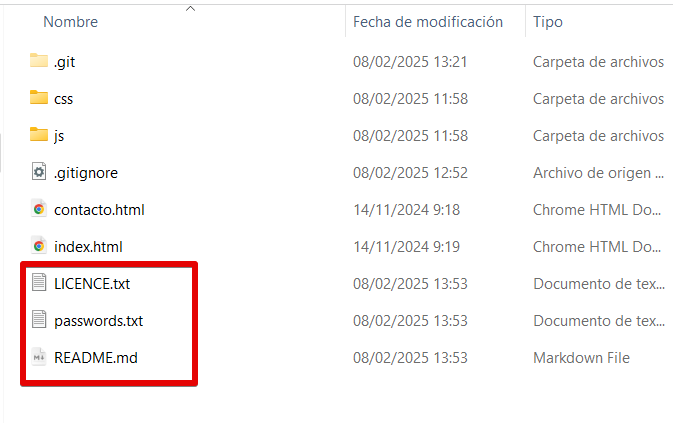 Nombre Fecha de modificación Tipo
.git 08/02/2025 13:21 Carpeta de archivos
css 08/02/2025 11:58 Carpeta de archivos
js 08/02/2025 11:58 Carpeta de archivos
.gitignore 08/02/2025 12:52 Archivo de origen ...
contacto.html 14/11/2024 9:18 Chrome HTML Do...
index.html 14/11/2024 9:19 Chrome HTML Do...
LICENCE.txt 08/02/2025 13:53 Documento de tex...
passwords.txt 08/02/2025 13:53 Documento de tex...
README.md 08/02/2025 13:53 Markdown File